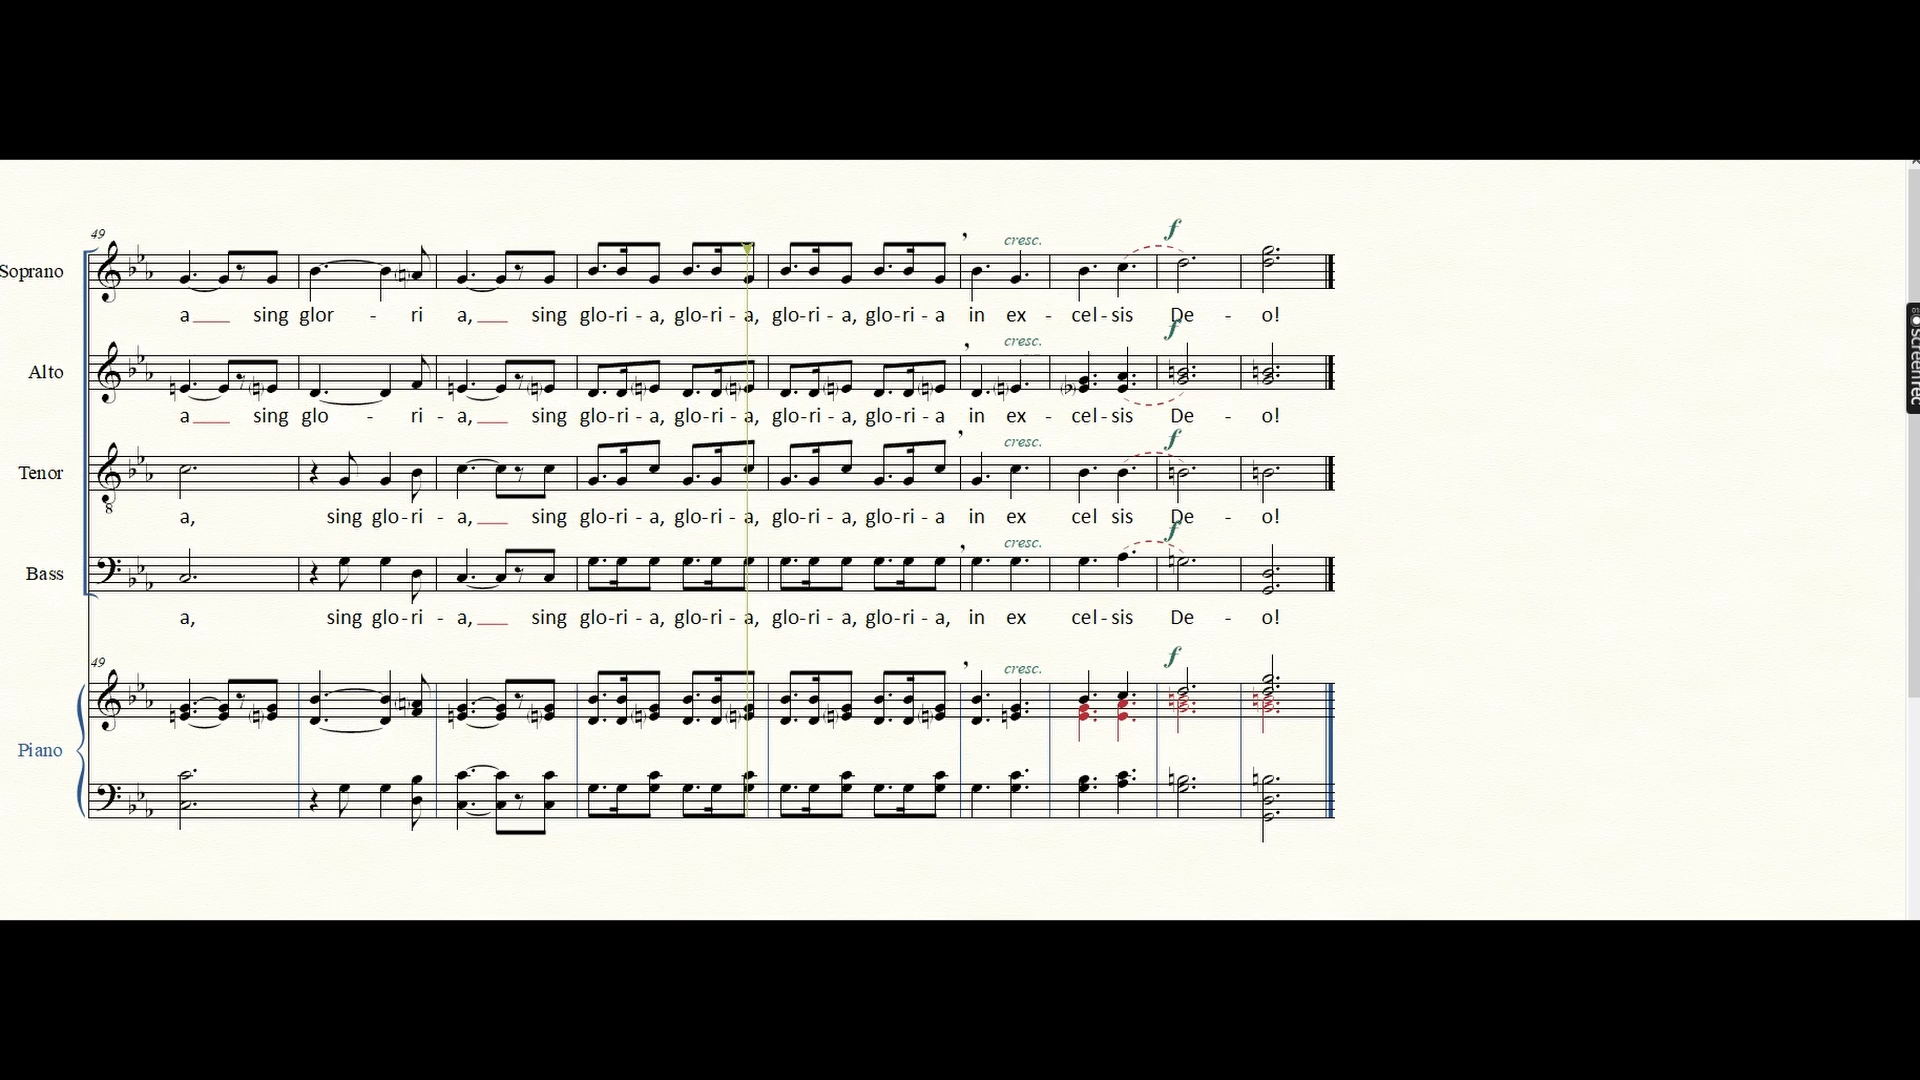 49
cresc.
f
Soprano
a sing glor - ri a, sing glo-ri - a, glo-ri - a, glo-ri - a, glo-ri - a in ex - cel-sis De - o!
cresc.
f
Alto
a sing glo - ri - a, sing glo-ri - a, glo-ri - a, glo-ri - a, glo-ri - a in ex - cel-sis De - o!
cresc.
f
Tenor
8
a, sing glo-ri - a, sing glo-ri - a, glo-ri - a, glo-ri - a, glo-ri - a in ex cel sis De - o!
cresc.
f
Bass
a, sing glo-ri - a, sing glo-ri - a, glo-ri - a, glo-ri - a, glo-ri - a, in ex cel-sis De - o!
49
cresc.
f
Piano
screenrec